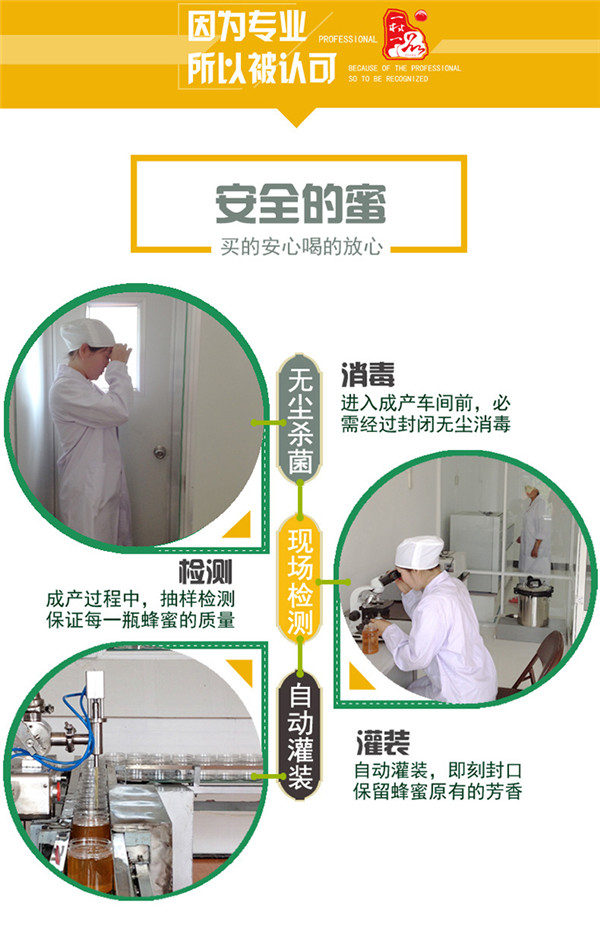 因为专业
PROFESSIONAL
所以被认可
BECAUSE OF THE PROFESSIONAL
SO TO BE RECOGNIZED
安全的蜜
买的安心喝的放心
无尘杀菌
消毒
进入成产车间前，必
需经过封闭无尘消毒
现场检测
检测
成产过程中，抽样检测
保证每一瓶蜂蜜的质量
自动灌装
灌装
自动灌装，即刻封口
保留蜂蜜原有的芳香